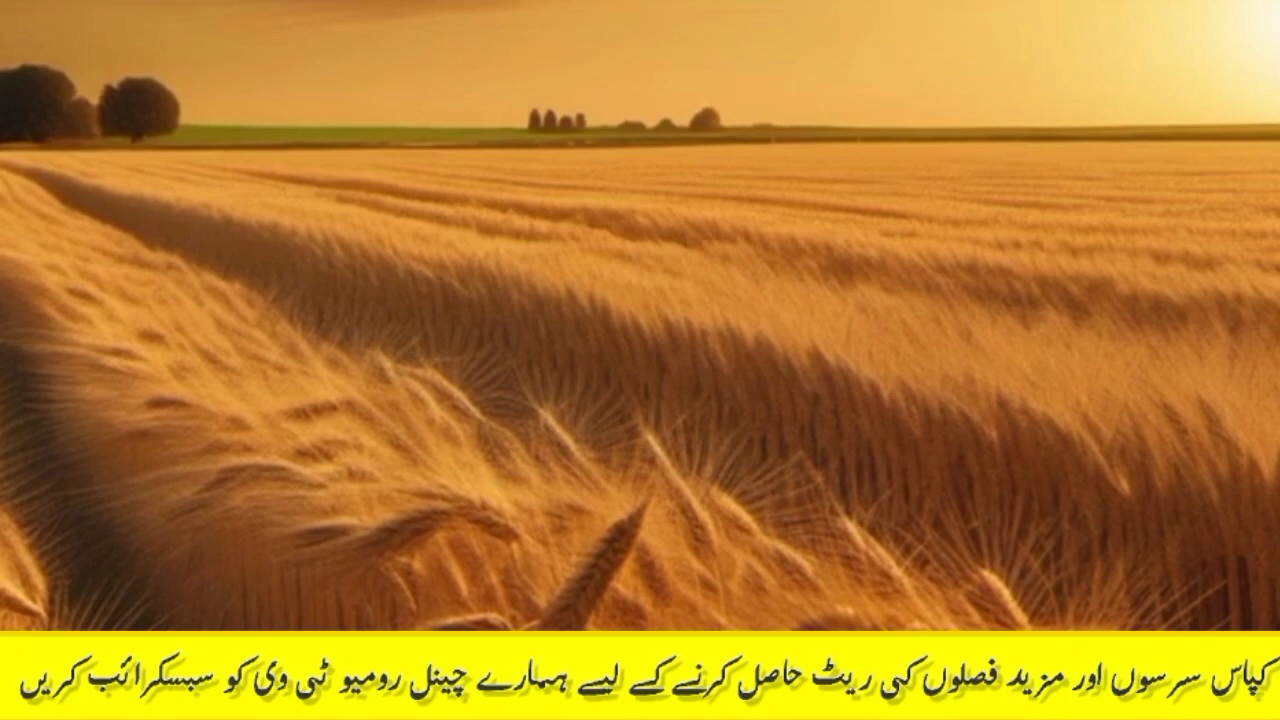 کپاس سرسوں اور مزید فصلوں کی ریٹ حاصل کرنے کے لیے ہمارے چینل رومیو ٹی وی کو سبسکرائب کریں